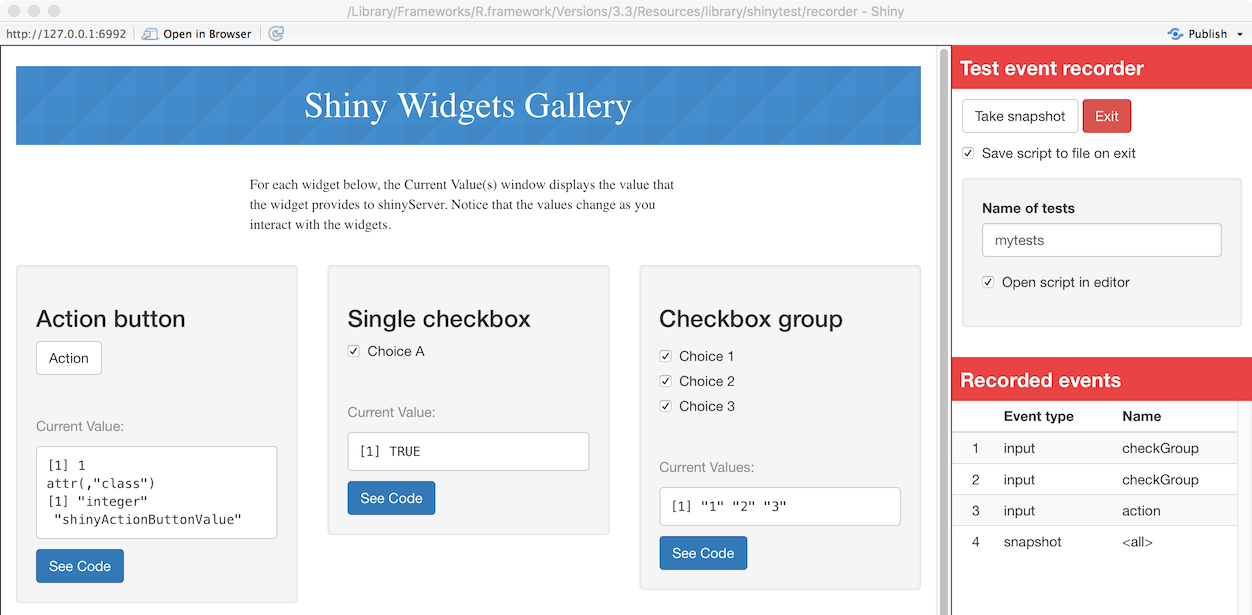 /Library/Frameworks/R.framework/Versions/3.3/Resources/library/shinytest/recorder - Shiny
http://127.0.0.1:6992 Open in Browser Publish
Shiny Widgets Gallery
For each widget below, the Current Value(s) window displays the value that
the widget provides to shinyServer. Notice that the values change as you
interact with the widgets.
Action button
Action
Current Value:
[1] 1
attr(,"class")
[1] "integer"
"shinyActionButtonValue"
See Code
Single checkbox
Choice A
Current Value:
[1] TRUE
See Code
Checkbox group
Choice 1
Choice 2
Choice 3
Current Values:
[1] "1" "2" "3"
See Code
Test event recorder
Take snapshot Exit
Save script to file on exit
Name of tests
mytests
Open script in editor
Recorded events
Event type Name
1 input checkGroup
2 input checkGroup
3 input action
4 snapshot <all>